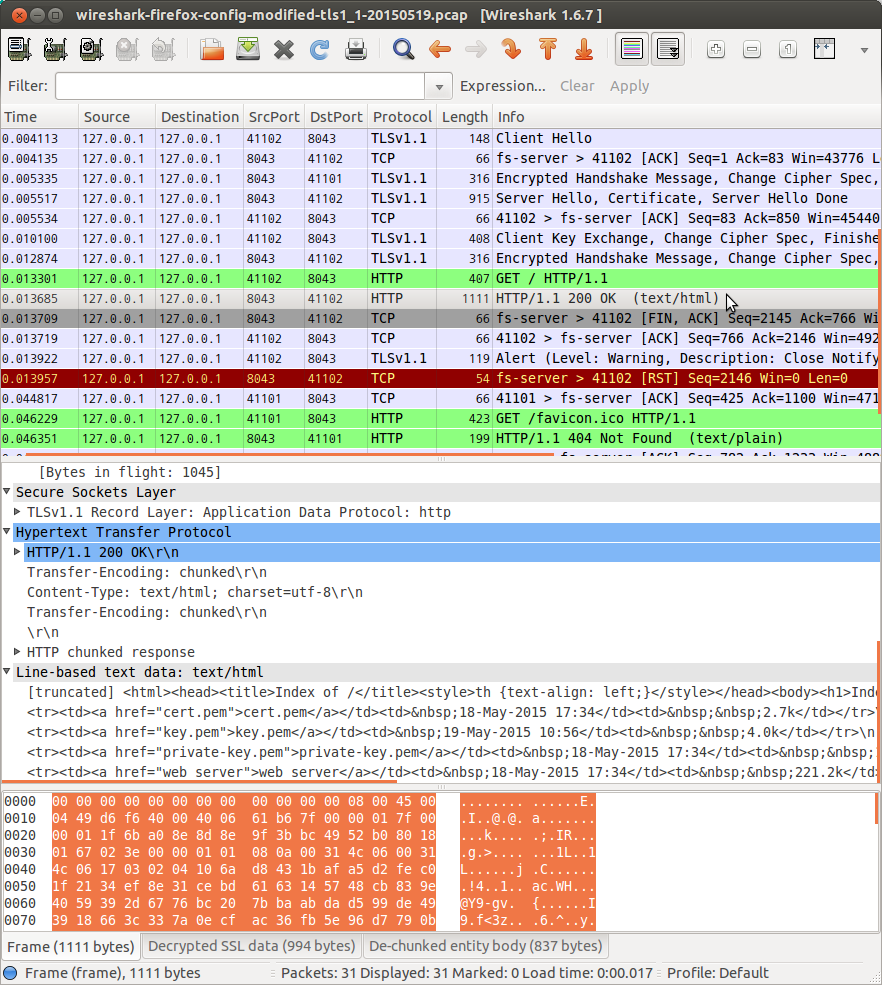 wireshark-firefox-config-modified-tls1_1-20150519.pcap [Wireshark 1.6.7 ]
Filter: Expression... Clear Apply
Time Source Destination SrcPort DstPort Protocol Length Info
0.004113 127.0.0.1 127.0.0.1 41102 8043 TLSv1.1 148 Client Hello
0.004135 127.0.0.1 127.0.0.1 8043 41102 TCP 66 fs-server > 41102 [ACK] Seq=1 Ack=83 Win=43776
0.005335 127.0.0.1 127.0.0.1 8043 41101 TLSv1.1 316 Encrypted Handshake Message, Change Cipher Spec,
0.005517 127.0.0.1 127.0.0.1 8043 41102 TLSv1.1 915 Server Hello, Certificate, Server Hello Done
0.005534 127.0.0.1 127.0.0.1 41102 8043 TCP 66 41102 > fs-server [ACK] Seq=83 Ack=850 Win=45440
0.010100 127.0.0.1 127.0.0.1 41102 8043 TLSv1.1 408 Client Key Exchange, Change Cipher Spec, Finishe
0.012874 127.0.0.1 127.0.0.1 8043 41102 TLSv1.1 316 Encrypted Handshake Message, Change Cipher Spec,
0.013301 127.0.0.1 127.0.0.1 41102 8043 HTTP 407 GET / HTTP/1.1
0.013685 127.0.0.1 127.0.0.1 8043 41102 HTTP 1111 HTTP/1.1 200 OK (text/html)
0.013709 127.0.0.1 127.0.0.1 8043 41102 TCP 66 fs-server > 41102 [FIN, ACK] Seq=2145 Ack=766 Wi
0.013719 127.0.0.1 127.0.0.1 41102 8043 TCP 66 41102 > fs-server [ACK] Seq=766 Ack=2146 Win=492
0.013922 127.0.0.1 127.0.0.1 41102 8043 TLSv1.1 119 Alert (Level: Warning, Description: Close Notify
0.013957 127.0.0.1 127.0.0.1 8043 41102 TCP 54 fs-server > 41102 [RST] Seq=2146 Win=0 Len=0
0.044817 127.0.0.1 127.0.0.1 41101 8043 TCP 66 41101 > fs-server [ACK] Seq=425 Ack=1100 Win=471
0.046229 127.0.0.1 127.0.0.1 41101 8043 HTTP 423 GET /favicon.ico HTTP/1.1
0.046351 127.0.0.1 127.0.0.1 8043 41101 HTTP 199 HTTP/1.1 404 Not Found (text/plain)
[Bytes in flight: 1045]
Secure Sockets Layer
TLSv1.1 Record Layer: Application Data Protocol: http
Hypertext Transfer Protocol
HTTP/1.1 200 OK\r\n
Transfer-Encoding: chunked\r\n
Content-Type: text/html; charset=utf-8\r\n
Transfer-Encoding: chunked\r\n
\r\n
HTTP chunked response
Line-based text data: text/html
[truncated] <html><head><title>Index of /</title><style>th {text-align: left;}</style></head><body><h1>Inde
<tr><td><a href="cert.pem">cert.pem</a></td><td>&nbsp;18-May-2015 17:34</td><td>&nbsp;&nbsp;2.7k</td></tr>
<tr><td><a href="key.pem">key.pem</a></td><td>&nbsp;19-May-2015 10:56</td><td>&nbsp;&nbsp;4.0k</td></tr>\n
<tr><td><a href="private-key.pem">private-key.pem</a></td><td>&nbsp;18-May-2015 17:34</td><td>&nbsp;&nbsp;
<tr><td><a href="web server">web server</a></td><td>&nbsp;18-May-2015 17:34</td><td>&nbsp;&nbsp;221.2k</td>
0000 00 00 00 00 00 00 00 00 00 00 00 00 08 00 45 00 ........ ......E.
0010 04 49 d6 f6 40 00 40 06 61 b6 7f 00 00 01 7f 00 .I..@.@. a.......
0020 00 01 1f 6b a0 8e 8d 8e 9f 3b bc 49 52 b0 80 18 ...k.... .;.IR...
0030 01 67 02 3e 00 00 01 01 08 0a 00 31 4c 06 00 31 .g.>.... ...1L..1
0040 4c 06 17 03 02 04 10 6a d8 43 1b af a5 d2 fe c0 L......j .C......
0050 1f 21 34 ef 8e 31 ce bd 61 63 14 57 48 cb 83 9e .!4..1.. ac.WH...
0060 40 59 39 2d 67 76 bc 20 7b ba ab da d5 99 de 49 @Y9-gv. {......I
0070 39 18 66 3c 33 7a 0e cf ac 36 fb 5e 96 d7 79 0b 9.f<3z.. .6.^..y.
Frame (1111 bytes) Decrypted SSL data (994 bytes) De-chunked entity body (837 bytes)
Frame (frame), 1111 bytes Packets: 31 Displayed: 31 Marked: 0 Load time: 0:00.017 Profile: Default